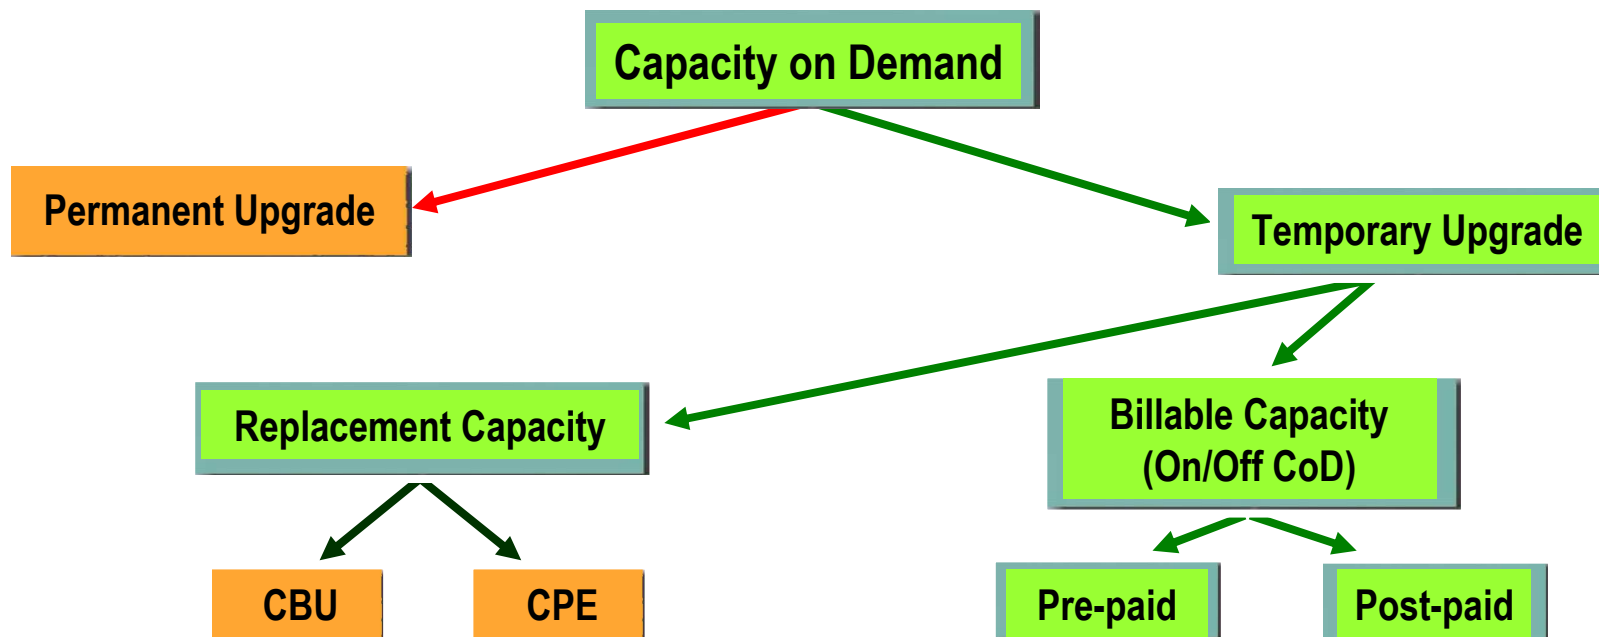 Capacity on Demand
Permanent Upgrade
Temporary Upgrade
Replacement Capacity
Billable Capacity
(On/Off CoD)
CBU
CPE
Pre-paid
Post-paid